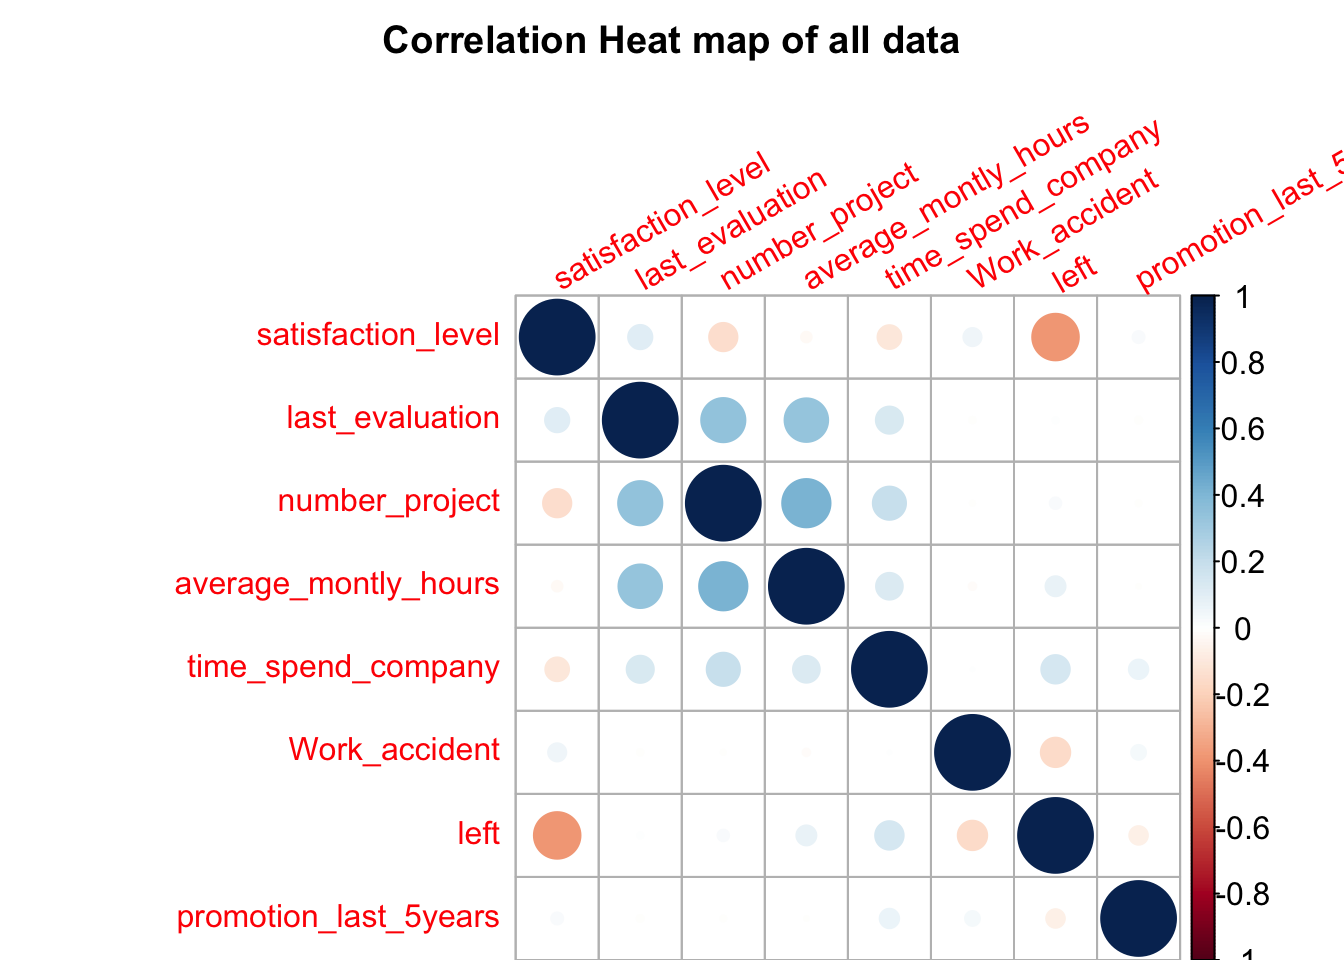 Correlation Heat map of all data
satisfaction_level
last_evaluation
number_project
average_montly_hours
time_spend_company
Work_accident
left
promotion_last_5
satisfaction_level
last_evaluation
number_project
average_montly_hours
time_spend_company
Work_accident
left
promotion_last_5years
1
0.8
0.6
0.4
0.2
0
-0.2
-0.4
-0.6
-0.8
-1